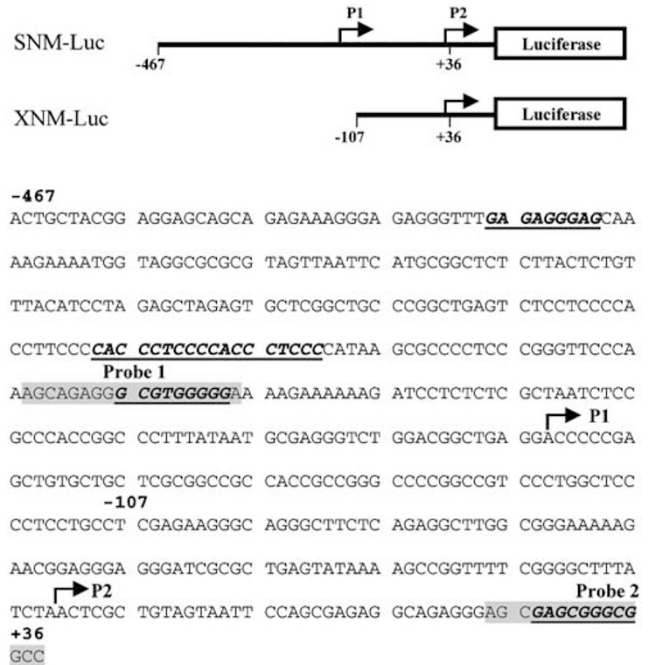 P1 P2
SNM-Luc Luciferase
-467 +36
XNM-Luc Luciferase
-107 +36
-467
ACTGCTACGG AGGAGCAGCA GAGAAAGGGA GAGGGTTTGA GAGGGAGCAA
AAGAAAATGG TAGGCGCGCG TAGTTAATTC ATGCGGCTCT CTTACTCTGT
TTACATCCTA GAGCTAGAGT GCTCGGCTGC CCGGCTGAGT CTCCTCCCCA
CCTTCCCCAC CCTCCCCACC CTCCCCATAA GCGCCCCTCC CGGGTTCCCA
Probe 1
AAGCAGAGGG GCGTGGGGGAA AAGAAAAAAG ATCCTCTCTC GCTAATCTCC
P1
GCCCACCGGC CCTTTATAAT GCGAGGGTCT GGACGGCTGA GGACCCCCGA
GCTGTGCTGC TCGCGGCCGC CACCGCCGGG CCCCGGCCGT CCCTGGCTCC
-107
CCTCCTGCCT CGAGAAGGGC AGGGCTTCTC AGAGGCTTGG CGGGAAAAAG
AACGGAGGGA GGGATCGCGC TGAGTATAAA AGCCGGTTTT CGGGGCTTTA
P2 Probe 2
TCTAACTCGC TGTAGTAATT CCAGCGAGAG GCAGAGGGAG CGAGCGGGCG
+36
GCC